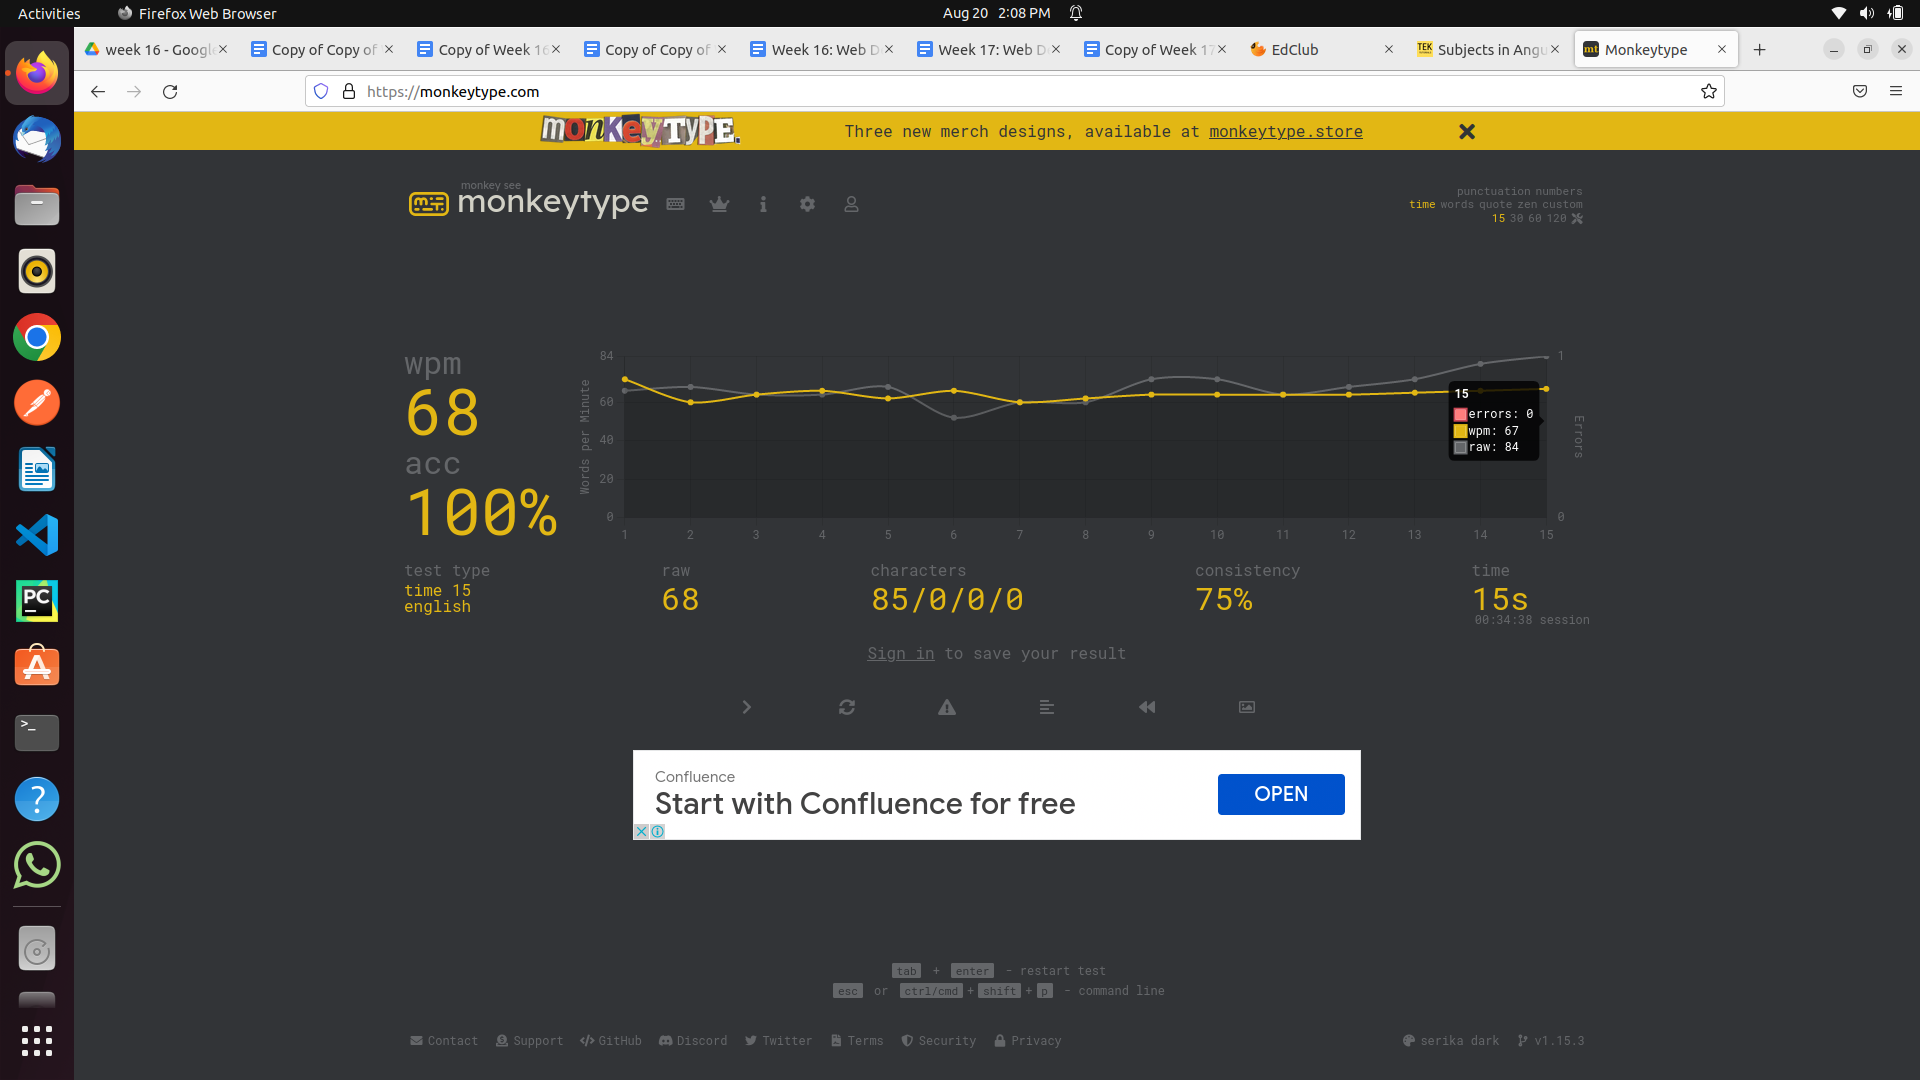 Activities
Firefox Web Browser
Aug 20 2:08 PM
week 16 - Googl
Copy of Copy of
Copy of Week 16
Copy of Copy of
Week 16: Web D
Week 17: Web D
Copy of Week 17
EdClub
TEK
Subjects in Angu
mt
Monkeytype
https://monkeytype.com
monKeyTYPE.
Three new merch designs, available at monkeytype.store
monkey see
monkeytype
punctuation numbers
time words quote zen custom
15 30 60 120
wpm
68
acc
100%
Words per Minute
84
60
40
20
0
1 2 3 4 5 6 7 8 9 10 11 12 13 14 15
1
0
Errors
15
errors: 0
wpm: 67
raw: 84
test type
time 15
english
raw
68
characters
85/0/0/0
consistency
75%
time
15s
00:34:38 session
Sign in to save your result
Confluence
Start with Confluence for free
OPEN
tab + enter - restart test
esc or ctrl/cmd + shift + p - command line
Contact Support GitHub Discord Twitter Terms Security Privacy
serika dark v1.15.3
PC